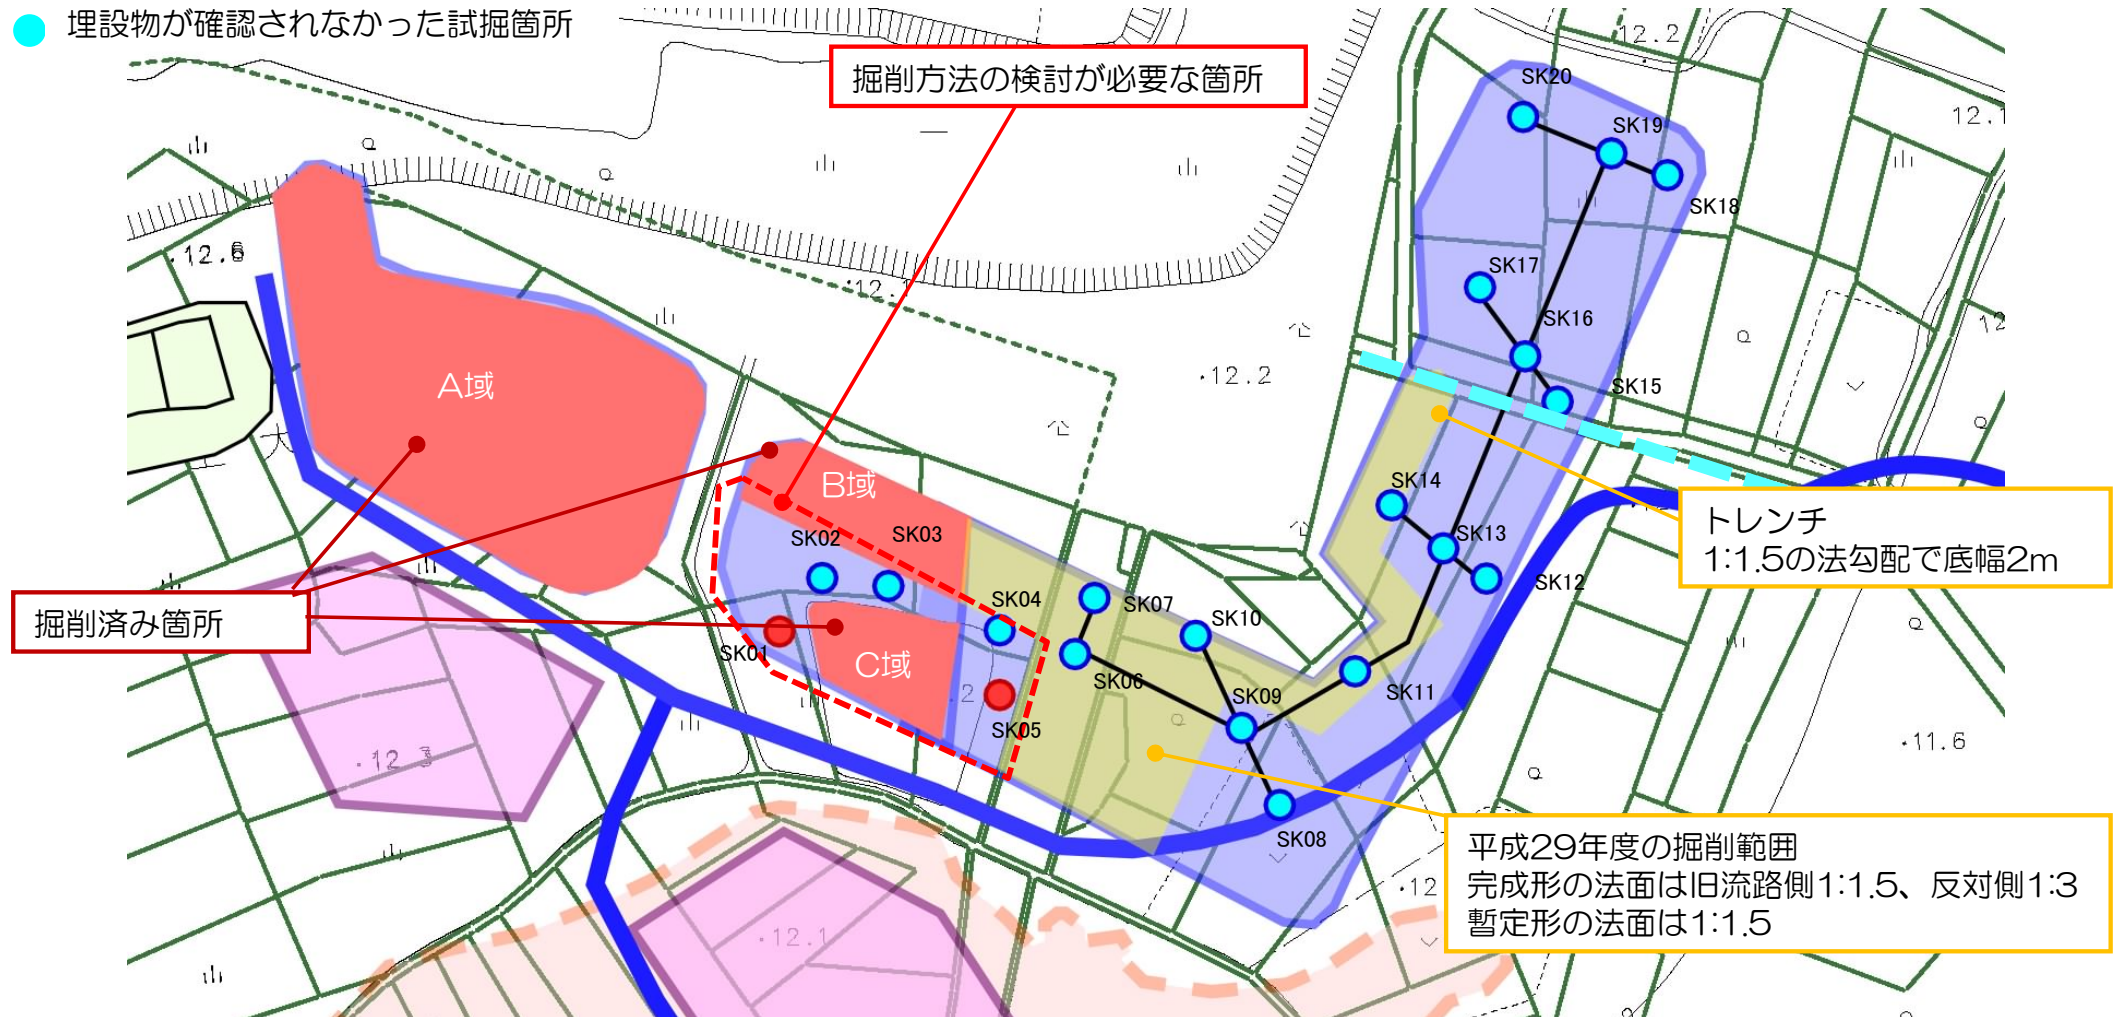 埋設物が確認されなかった試掘箇所
掘削方法の検討が必要な箇所
12.2
SK20
SK19
12.1
SK18
12.6
SK17
12.1
SK16
12.2
SK15
A域
B域
SK14
トレンチ
1:1.5の法勾配で底幅2m
SK02
SK03
SK13
SK12
掘削済み箇所
SK04
SK07
SK10
SK01
C域
SK06
SK11
SK09
SK05
12.3
11.6
SK08
平成29年度の掘削範囲
完成形の法面は旧流路側1:1.5、反対側1:3
暫定形の法面は1:1.5
12
12.1